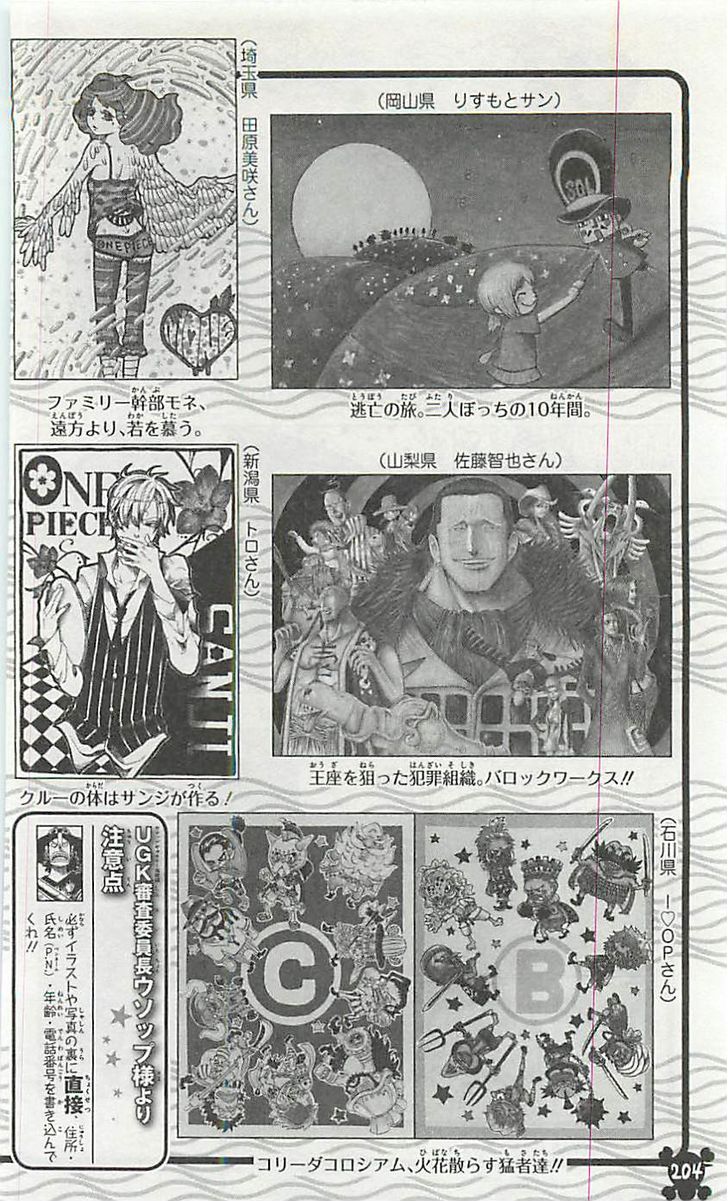 (岡山県 りすもとサン)
SOU
逃亡の旅。二人ぼっちの10年間。
(埼玉県 田原美咲さん)
ONE PIECE
ファミリー幹部モネ、
遠方より、若を慕う。
(山梨県 佐藤智也さん)
王座を狙った犯罪組織。バロックワークス!!
(新潟県 トロさん)
ONE
PIECE
クルーの体はサンジが作る!
(石川県 I♡OPさん)
B
C
コリーダコロシアム、火花散らす猛者達!!
UGK審査委員長ウソップ様より
注意点
必ずイラストや写真の裏に直接、住所・
氏名(P.N)・年齢・電話番号を書き込んで
くれ!!
204